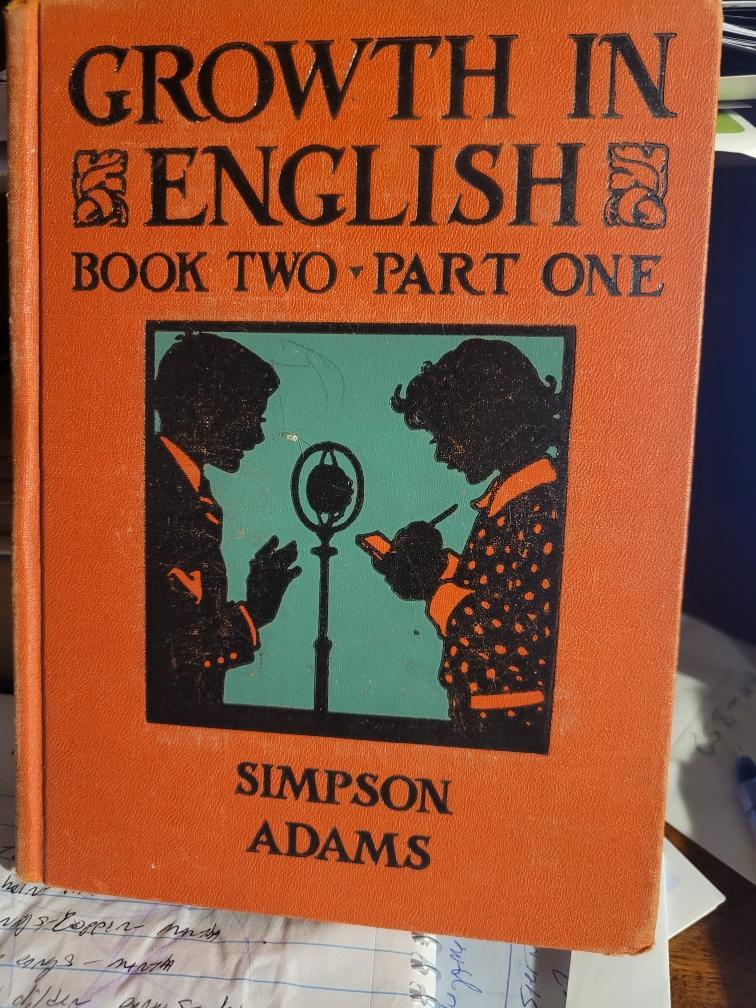 GROWTH IN
ENGLISH
BOOK TWO ▾ PART ONE
SIMPSON
ADAMS